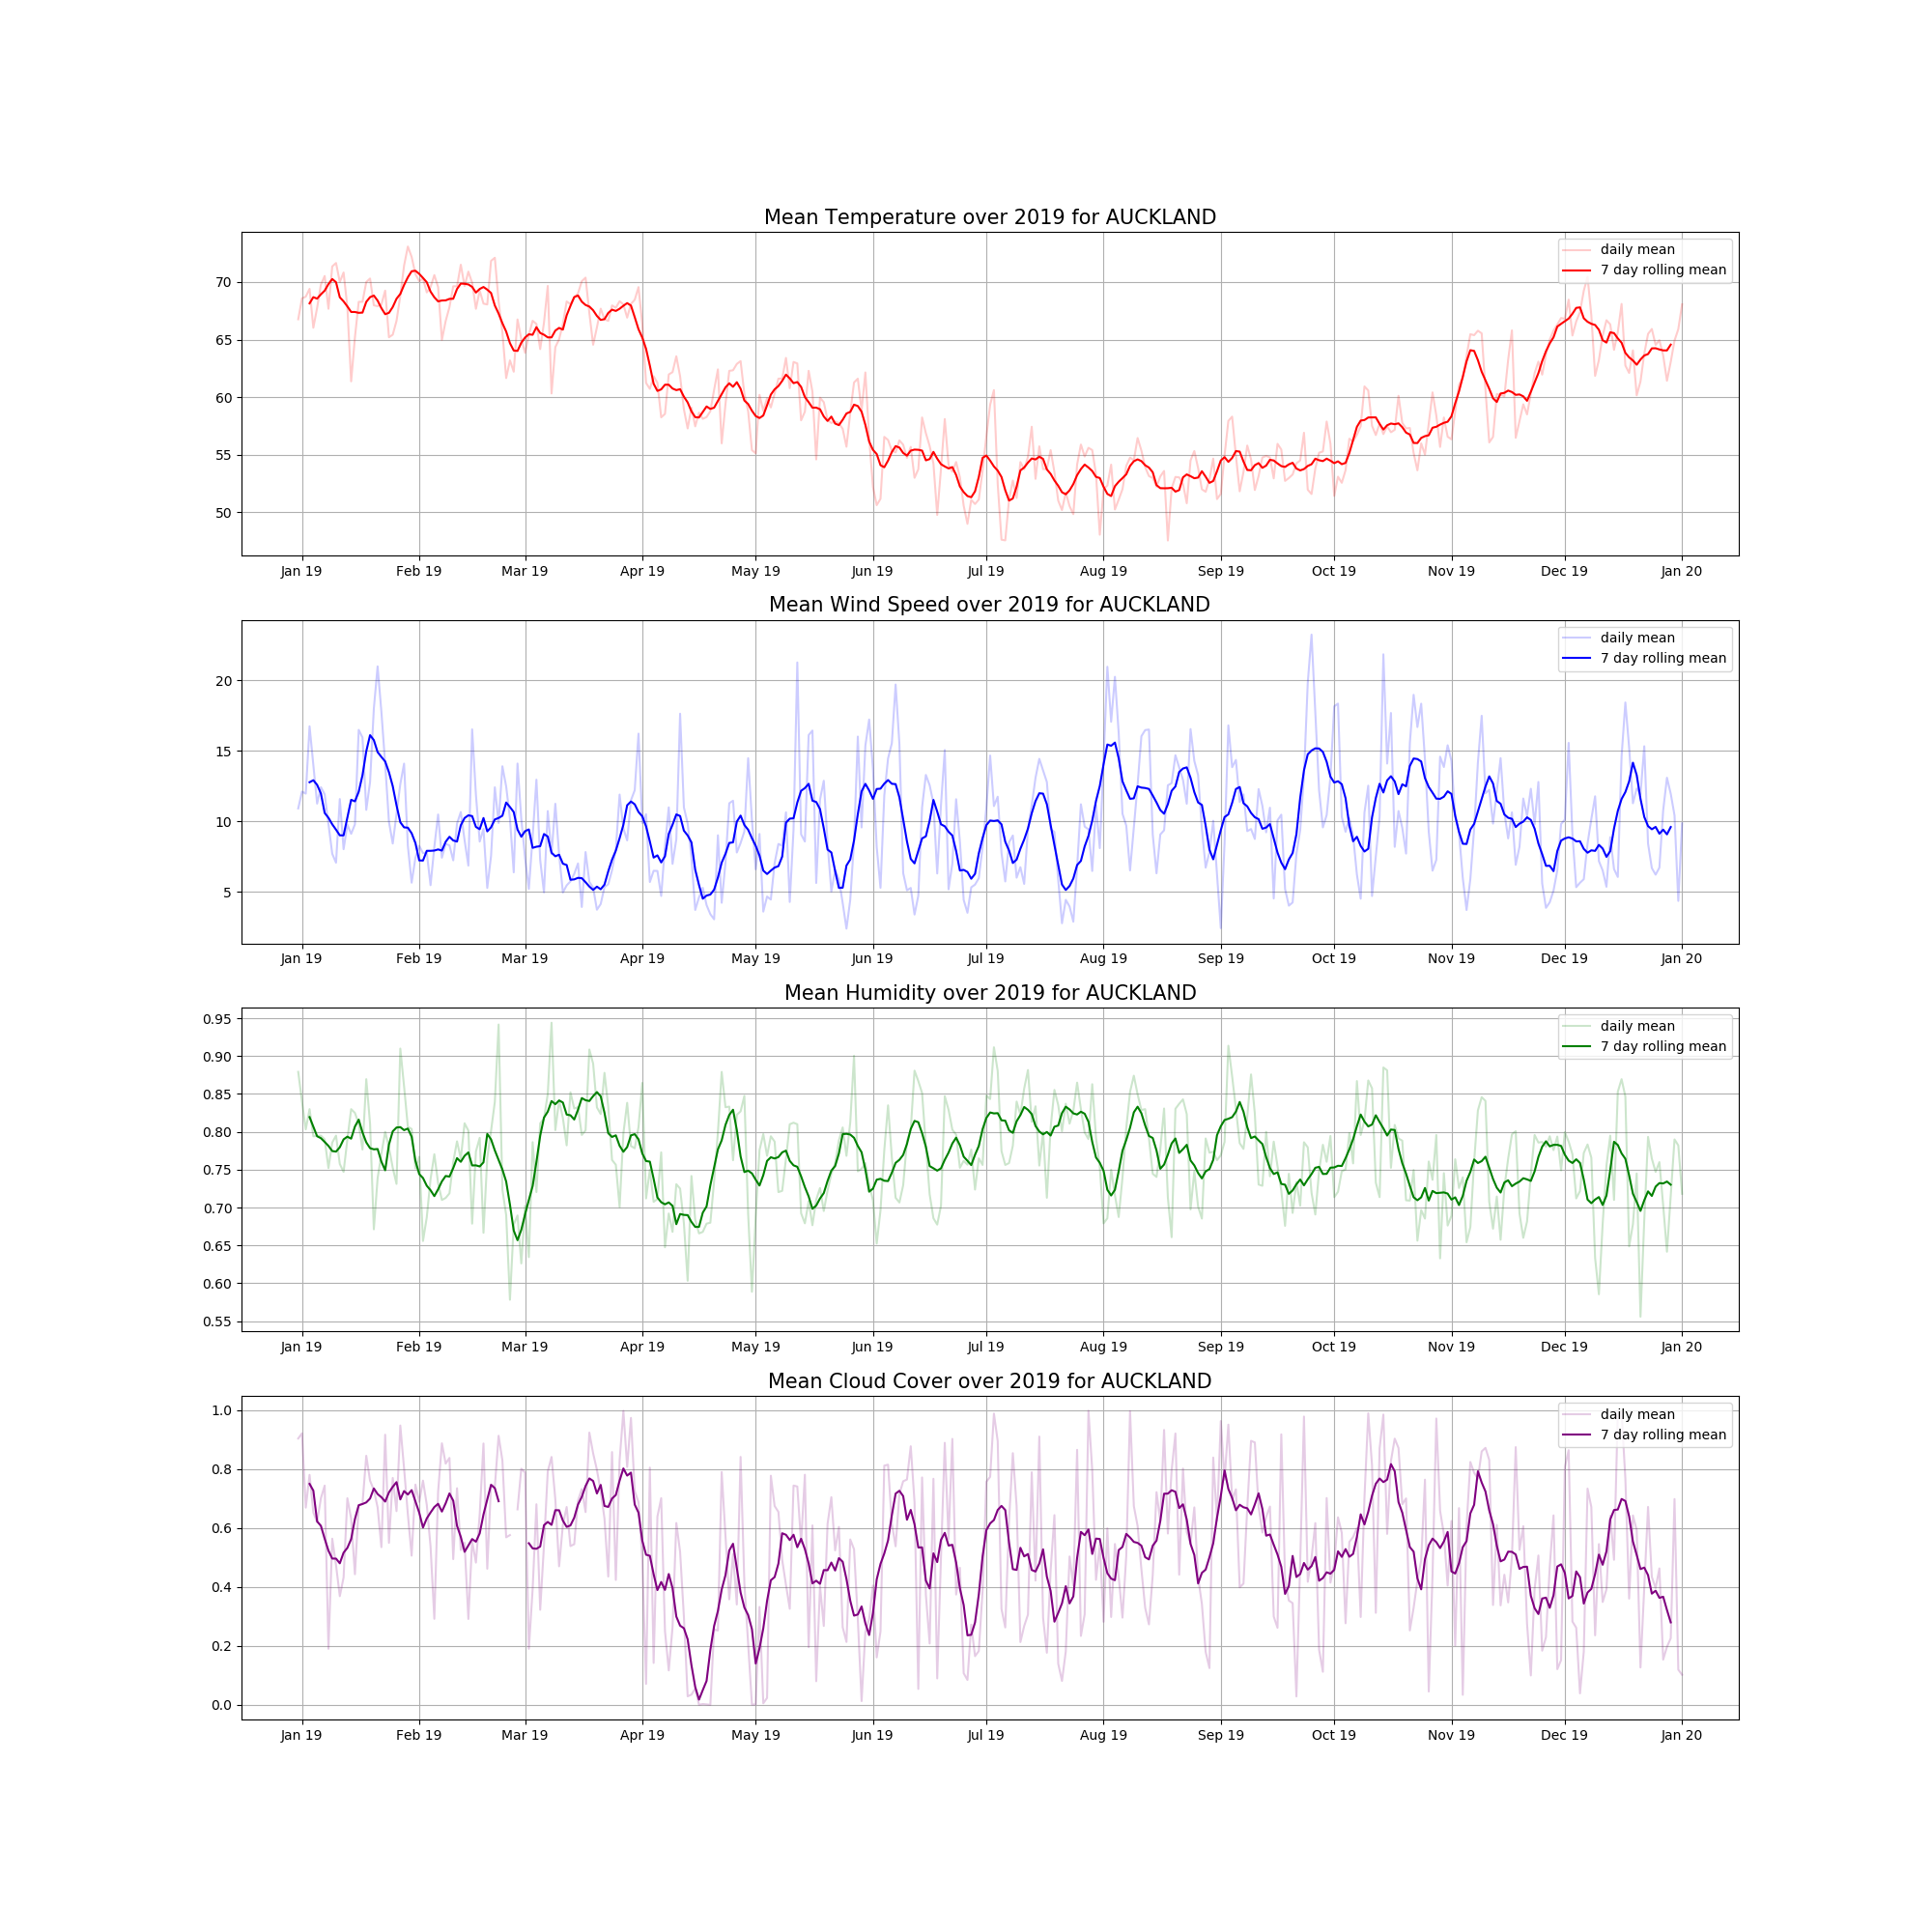 Mean Temperature over 2019 for AUCKLAND
daily mean
7 day rolling mean
70
65
60
55
50
Jan 19 Feb 19 Mar 19 Apr 19 May 19 Jun 19 Jul 19 Aug 19 Sep 19 Oct 19 Nov 19 Dec 19 Jan 20
Mean Wind Speed over 2019 for AUCKLAND
daily mean
7 day rolling mean
20
15
10
5
Jan 19 Feb 19 Mar 19 Apr 19 May 19 Jun 19 Jul 19 Aug 19 Sep 19 Oct 19 Nov 19 Dec 19 Jan 20
Mean Humidity over 2019 for AUCKLAND
daily mean
7 day rolling mean
0.95
0.90
0.85
0.80
0.75
0.70
0.65
0.60
0.55
Jan 19 Feb 19 Mar 19 Apr 19 May 19 Jun 19 Jul 19 Aug 19 Sep 19 Oct 19 Nov 19 Dec 19 Jan 20
Mean Cloud Cover over 2019 for AUCKLAND
daily mean
7 day rolling mean
1.0
0.8
0.6
0.4
0.2
0.0
Jan 19 Feb 19 Mar 19 Apr 19 May 19 Jun 19 Jul 19 Aug 19 Sep 19 Oct 19 Nov 19 Dec 19 Jan 20